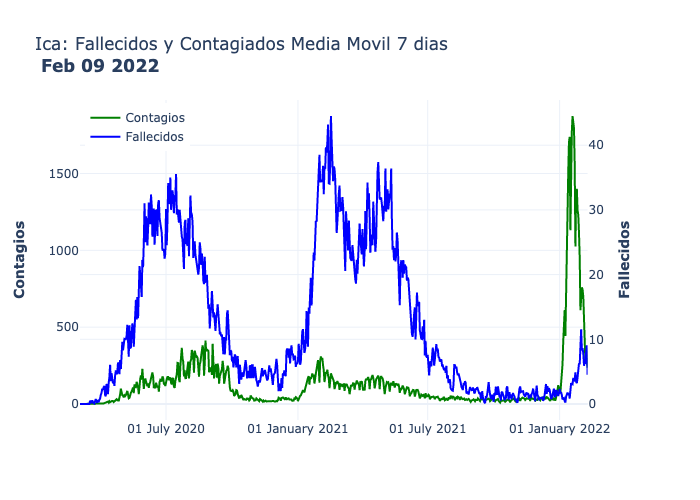 Ica: Fallecidos y Contagiados Media Movil 7 dias
Feb 09 2022
Contagios
Fallecidos
Contagios
1500
1000
500
0
40
30
20
10
0
Fallecidos
01 July 2020
01 January 2021
01 July 2021
01 January 2022